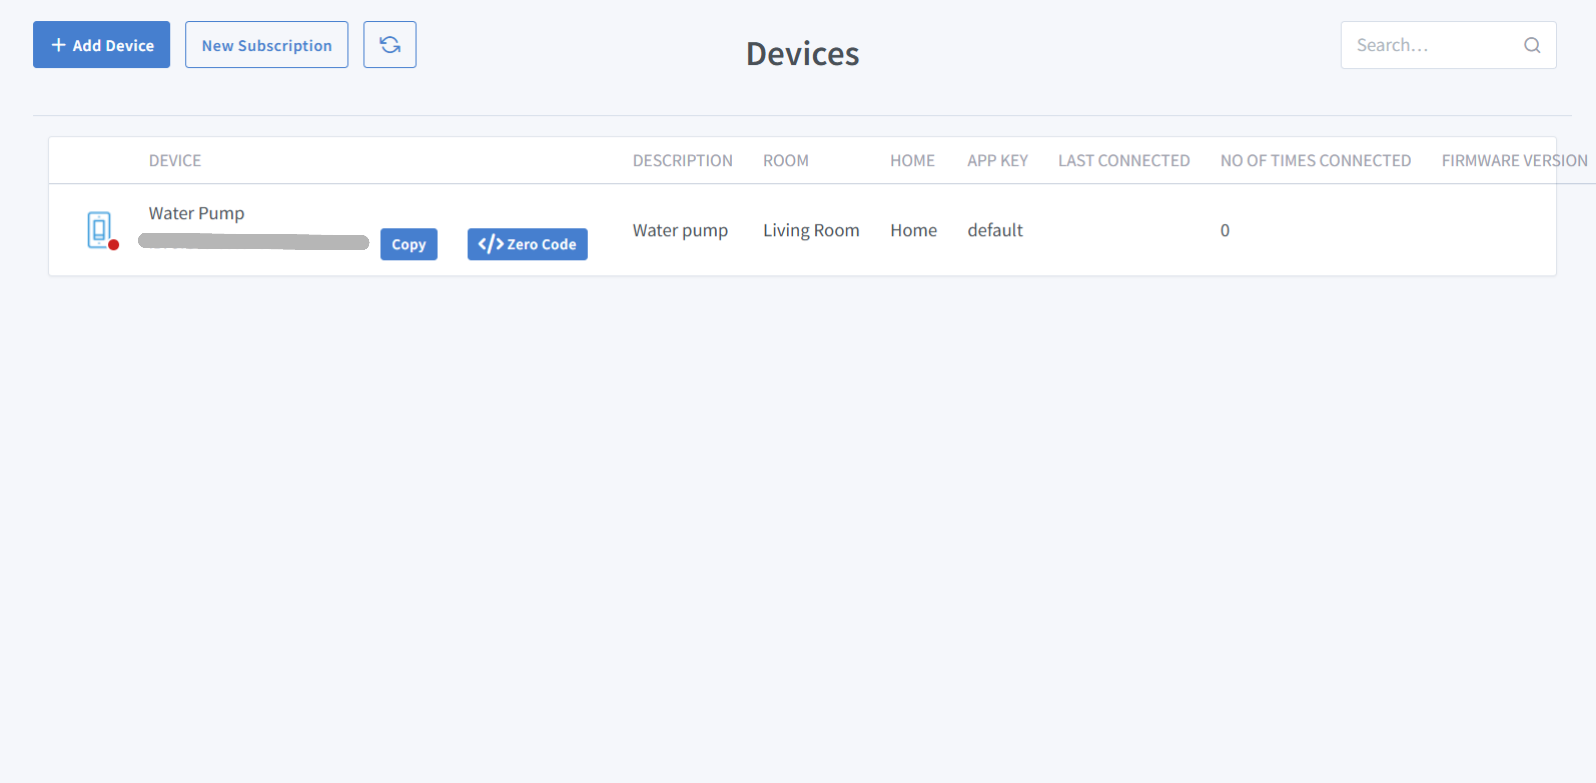 + Add Device
New Subscription
Devices
Search...
DEVICE DESCRIPTION ROOM HOME APP KEY LAST CONNECTED NO OF TIMES CONNECTED FIRMWARE VERSION
Water Pump
Copy </> Zero Code Water pump Living Room Home default 0